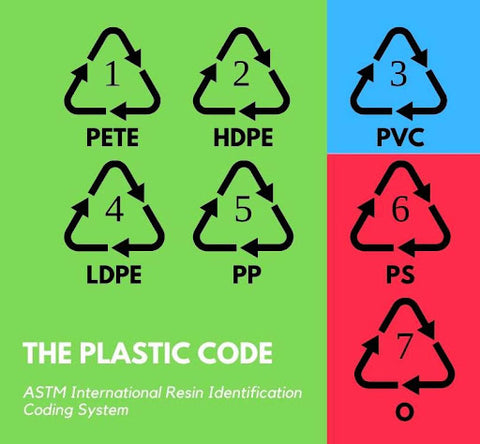 1 2 3
PETE HDPE PVC
4 5 6
LDPE PP PS
7
O
THE PLASTIC CODE
ASTM International Resin Identification
Coding System